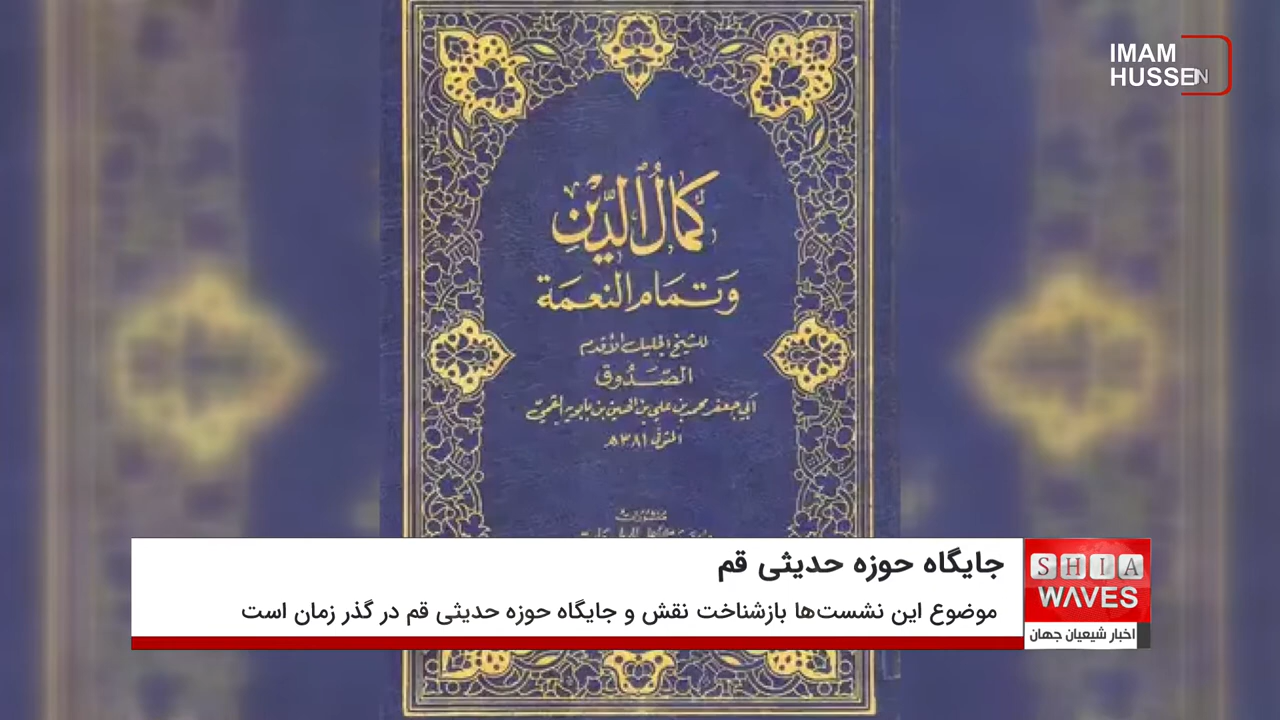 IMAM
HUSSEIN
كمال الدين
وتمام النعمة
للشيخ الجليل الأقدم
الصدوق
أبي جعفر محمد بن علي بن الحسين بن بابويه القمي
المتوفى ٣٨١ھ
منشورات
جایگاه حوزه حدیثی قم
موضوع این نشست‌ها بازشناخت نقش و جایگاه حوزه حدیثی قم در گذر زمان است
SHIA
WAVES
اخبار شیعیان جهان